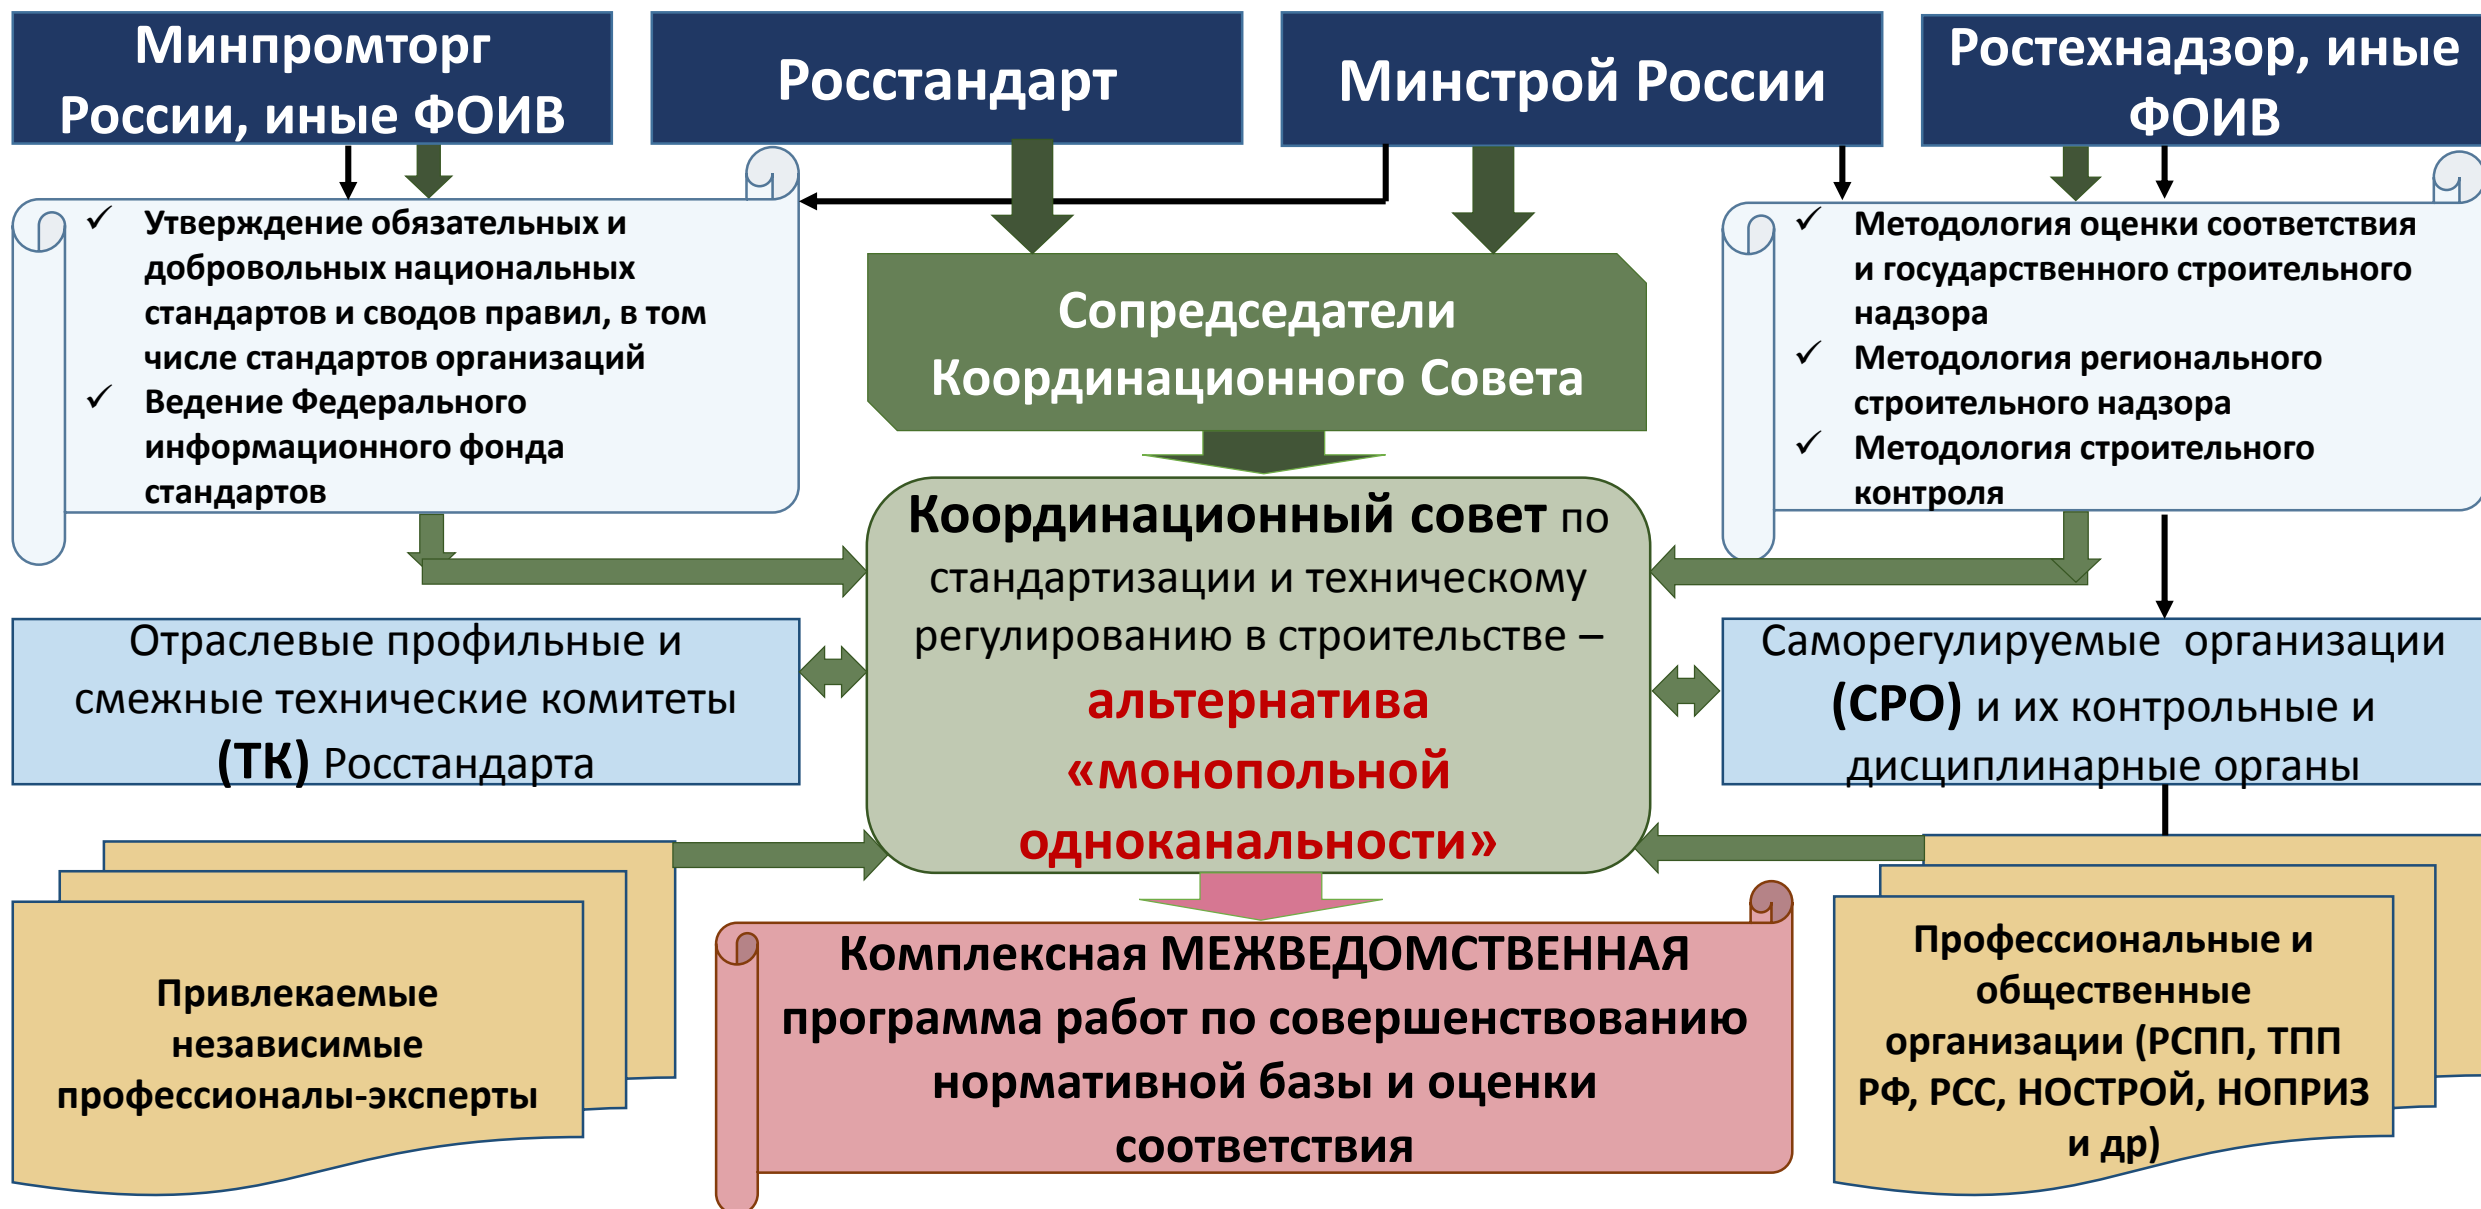 Минпромторг
России, иные ФОИВ
Росстандарт
Минстрой России
Ростехнадзор, иные
ФОИВ
✓ Утверждение обязательных и
добровольных национальных
стандартов и сводов правил, в том
числе стандартов организаций
✓ Ведение Федерального
информационного фонда
стандартов
Сопредседатели
Координационного Совета
✓ Методология оценки соответствия
и государственного строительного
надзора
✓ Методология регионального
строительного надзора
✓ Методология строительного
контроля
Координационный совет по
стандартизации и техническому
регулированию в строительстве –
альтернатива
«монопольной
одноканальности»
Отраслевые профильные и
смежные технические комитеты
(ТК) Росстандарта
Саморегулируемые организации
(СРО) и их контрольные и
дисциплинарные органы
Привлекаемые
независимые
профессионалы-эксперты
Комплексная МЕЖВЕДОМСТВЕННАЯ
программа работ по совершенствованию
нормативной базы и оценки
соответствия
Профессиональные и
общественные
организации (РСПП, ТПП
РФ, РСС, НОСТРОЙ, НОПРИЗ
и др)